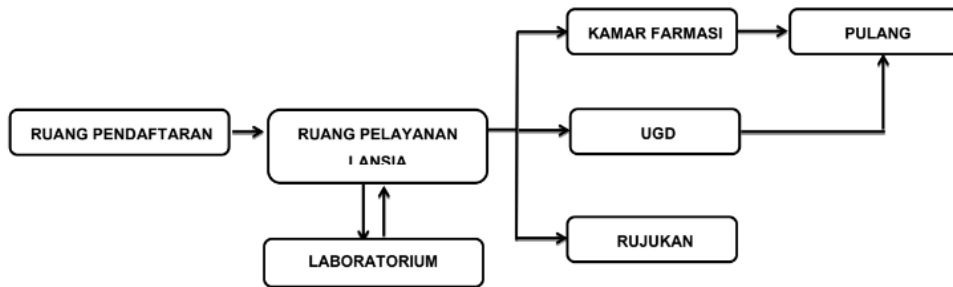 KAMAR FARMASI
PULANG
RUANG PENDAFTARAN
RUANG PELAYANAN
LANSIA
UGD
RUJUKAN
LABORATORIUM